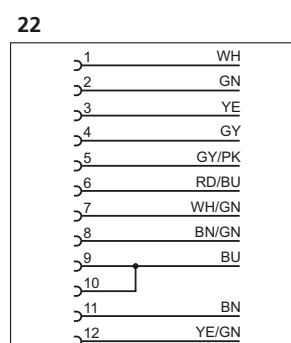 22
1 WH
2 GN
3 YE
4 GY
5 GY/PK
6 RD/BU
7 WH/GN
8 BN/GN
9 BU
10
11 BN
12 YE/GN